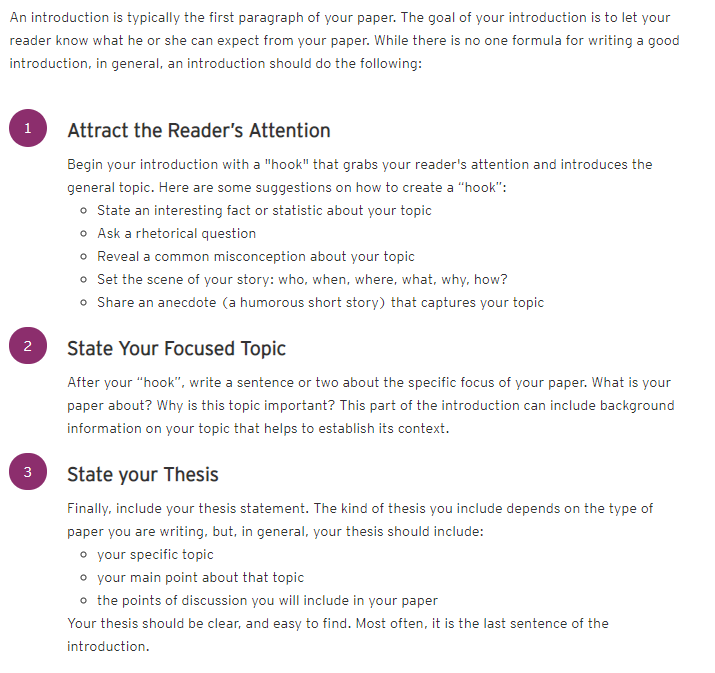 An introduction is typically the first paragraph of your paper. The goal of your introduction is to let your
reader know what he or she can expect from your paper. While there is no one formula for writing a good
introduction, in general, an introduction should do the following:
1
Attract the Reader's Attention
Begin your introduction with a "hook" that grabs your reader's attention and introduces the
general topic. Here are some suggestions on how to create a “hook”:
State an interesting fact or statistic about your topic
Ask a rhetorical question
Reveal a common misconception about your topic
Set the scene of your story: who, when, where, what, why, how?
Share an anecdote (a humorous short story) that captures your topic
2
State Your Focused Topic
After your “hook”, write a sentence or two about the specific focus of your paper. What is your
paper about? Why is this topic important? This part of the introduction can include background
information on your topic that helps to establish its context.
3
State your Thesis
Finally, include your thesis statement. The kind of thesis you include depends on the type of
paper you are writing, but, in general, your thesis should include:
your specific topic
your main point about that topic
the points of discussion you will include in your paper
Your thesis should be clear, and easy to find. Most often, it is the last sentence of the
introduction.